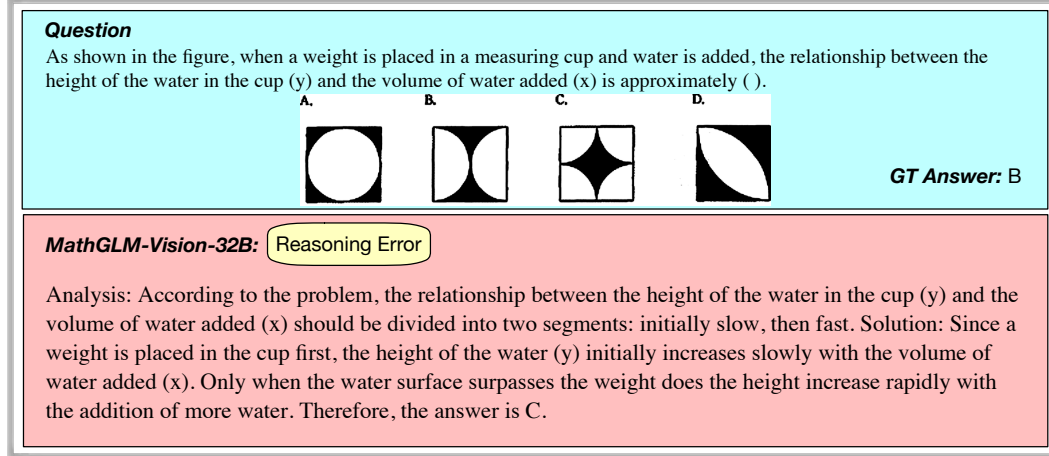 Question
As shown in the figure, when a weight is placed in a measuring cup and water is added, the relationship between the
height of the water in the cup (y) and the volume of water added (x) is approximately ( ).
A. B. C. D.
GT Answer: B
MathGLM-Vision-32B: Reasoning Error
Analysis: According to the problem, the relationship between the height of the water in the cup (y) and the
volume of water added (x) should be divided into two segments: initially slow, then fast. Solution: Since a
weight is placed in the cup first, the height of the water (y) initially increases slowly with the volume of
water added (x). Only when the water surface surpasses the weight does the height increase rapidly with
the addition of more water. Therefore, the answer is C.